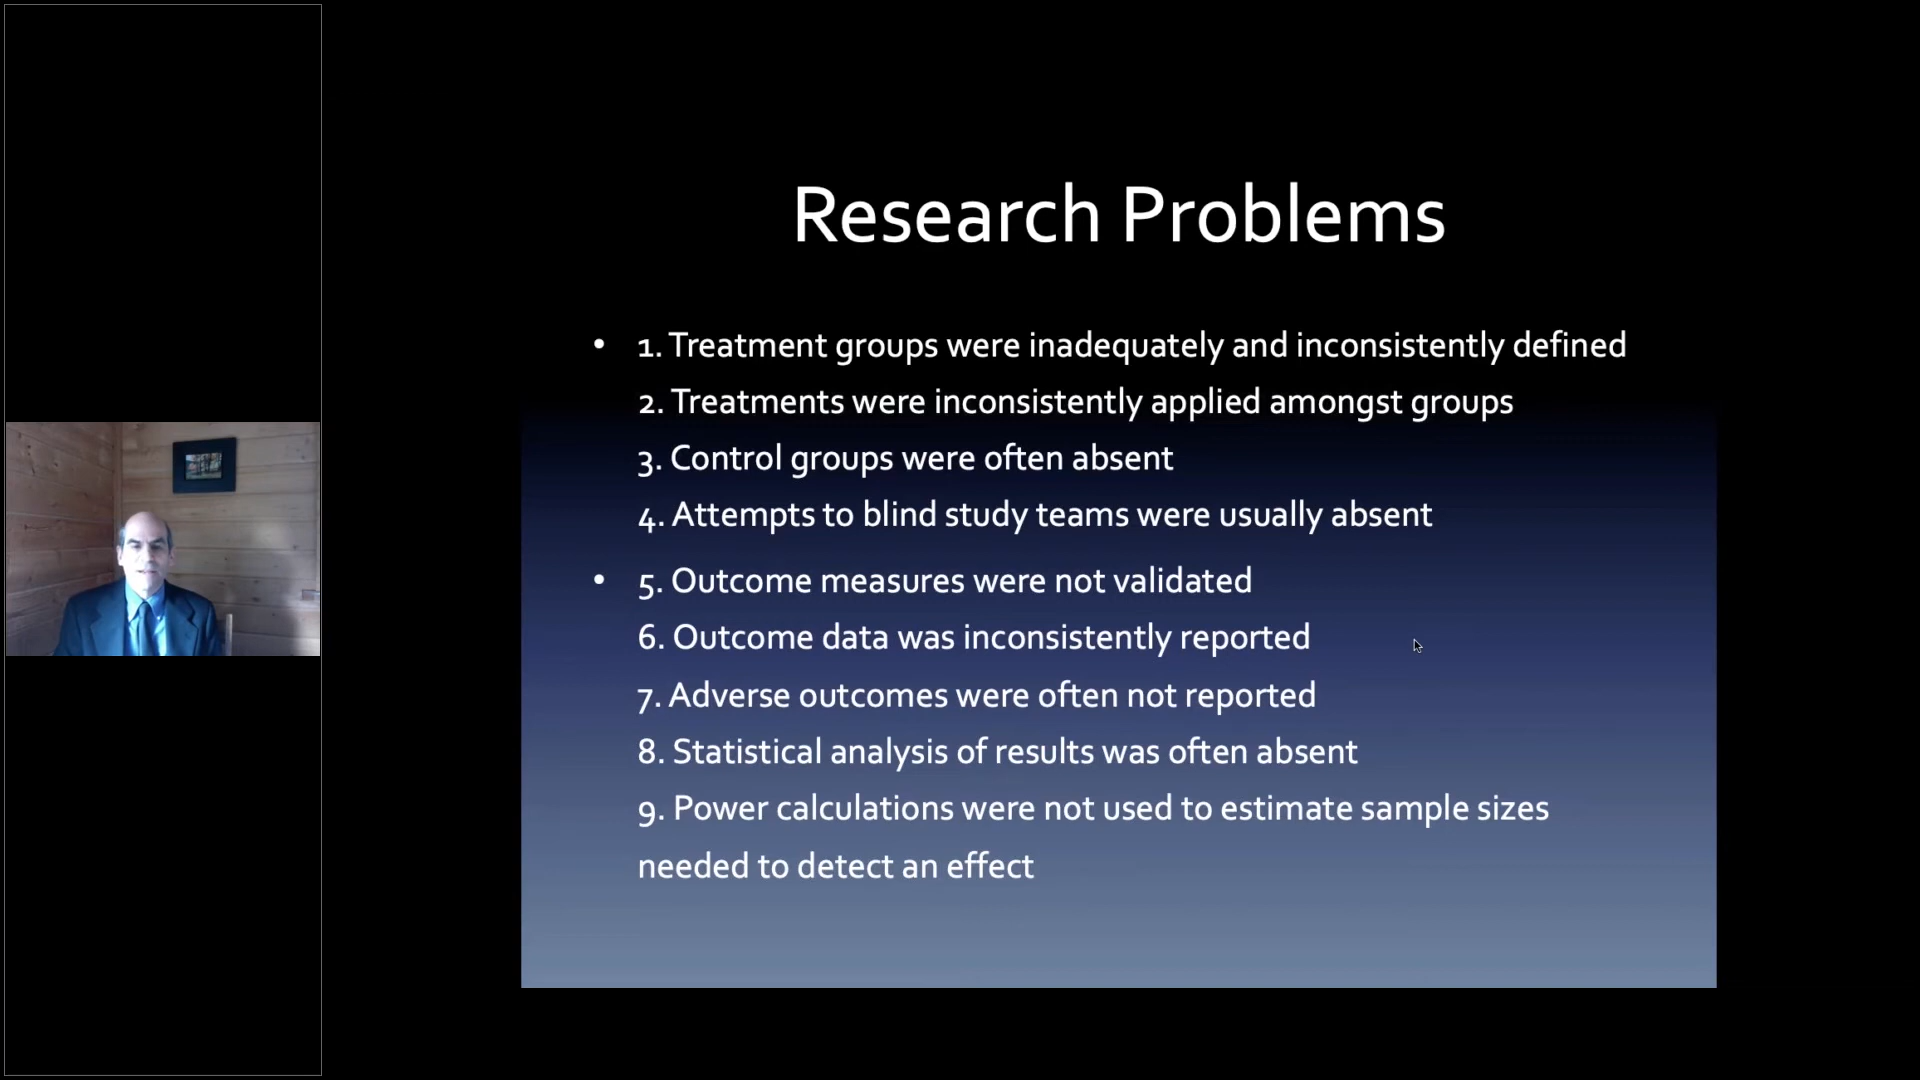 Research Problems
• 1. Treatment groups were inadequately and inconsistently defined
2. Treatments were inconsistently applied amongst groups
3. Control groups were often absent
4. Attempts to blind study teams were usually absent
• 5. Outcome measures were not validated
6. Outcome data was inconsistently reported
7. Adverse outcomes were often not reported
8. Statistical analysis of results was often absent
9. Power calculations were not used to estimate sample sizes
needed to detect an effect